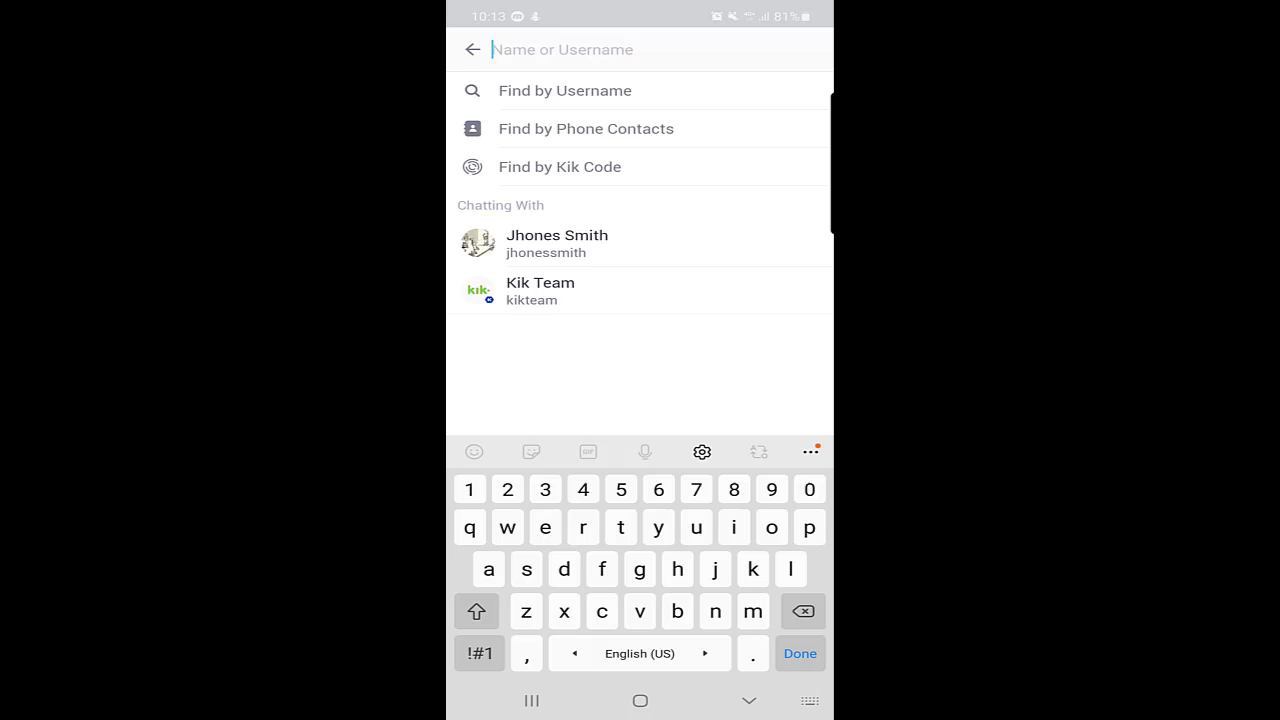 10:13 81%
Name or Username
Find by Username
Find by Phone Contacts
Find by Kik Code
Chatting With
Jhones Smith
jhonessmith
kik.
Kik Team
kikteam
GIF
1 2 3 4 5 6 7 8 9 0
q w e r t y u i o p
a s d f g h j k l
z x c v b n m
!#1 , English (US) . Done